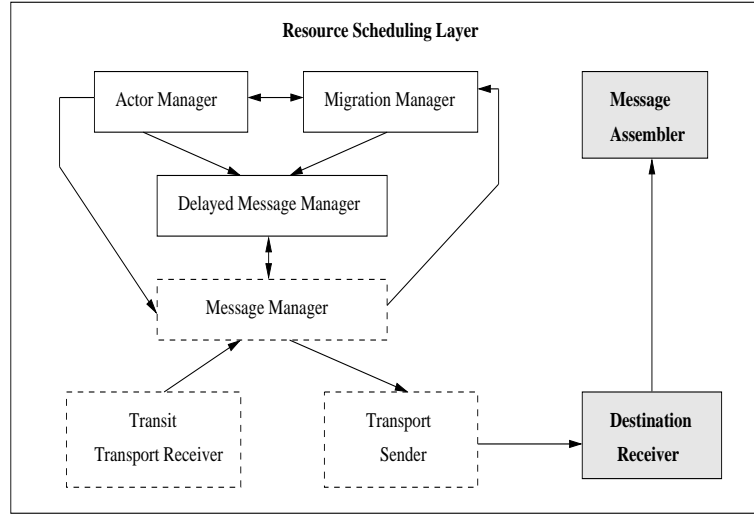 Resource Scheduling Layer
Actor Manager
Migration Manager
Message
Assembler
Delayed Message Manager
Message Manager
Transit
Transport Receiver
Transport
Sender
Destination
Receiver